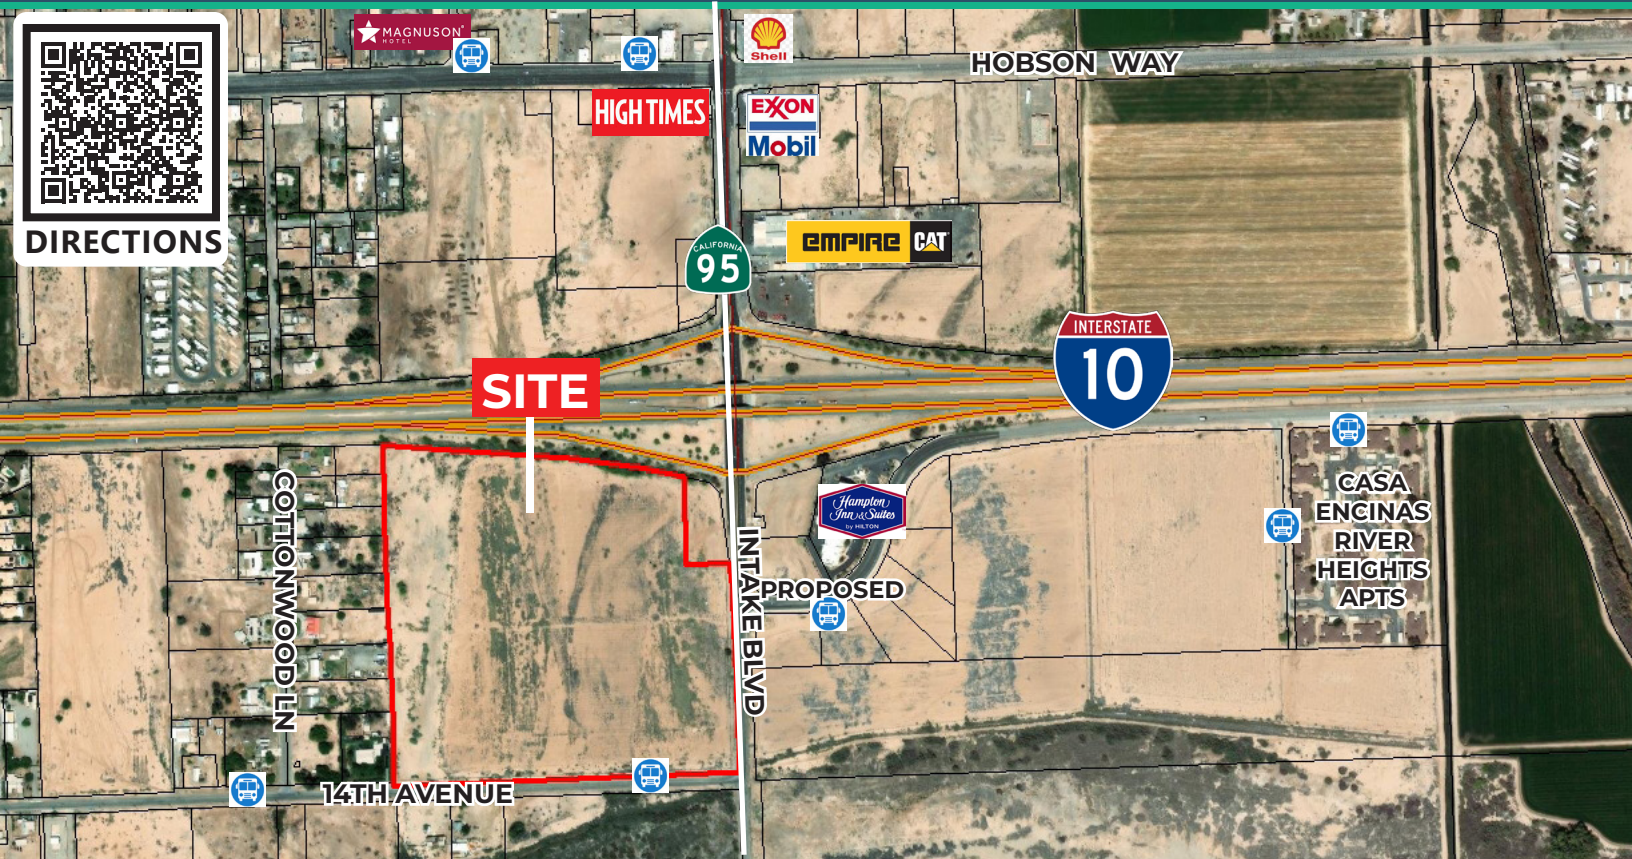 DIRECTIONS
MAGNUSON
HOTEL
Shell
HOBSON WAY
HIGH TIMES
EXXON
Mobil
EMPIRE CAT
CALIFORNIA
95
INTERSTATE
10
SITE
COTTONWOOD LN
INTAKE BLVD
Hampton
Inn & Suites
by HILTON
PROPOSED
CASA
ENCINAS
RIVER
HEIGHTS
APTS
14TH AVENUE